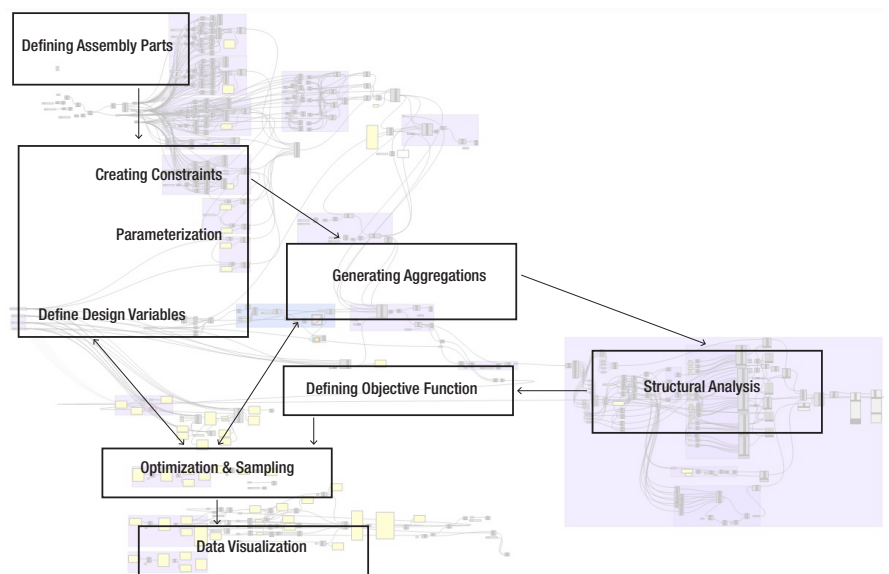 Defining Assembly Parts
Creating Constraints
Parameterization
Define Design Variables
Generating Aggregations
Defining Objective Function
Structural Analysis
Optimization & Sampling
Data Visualization